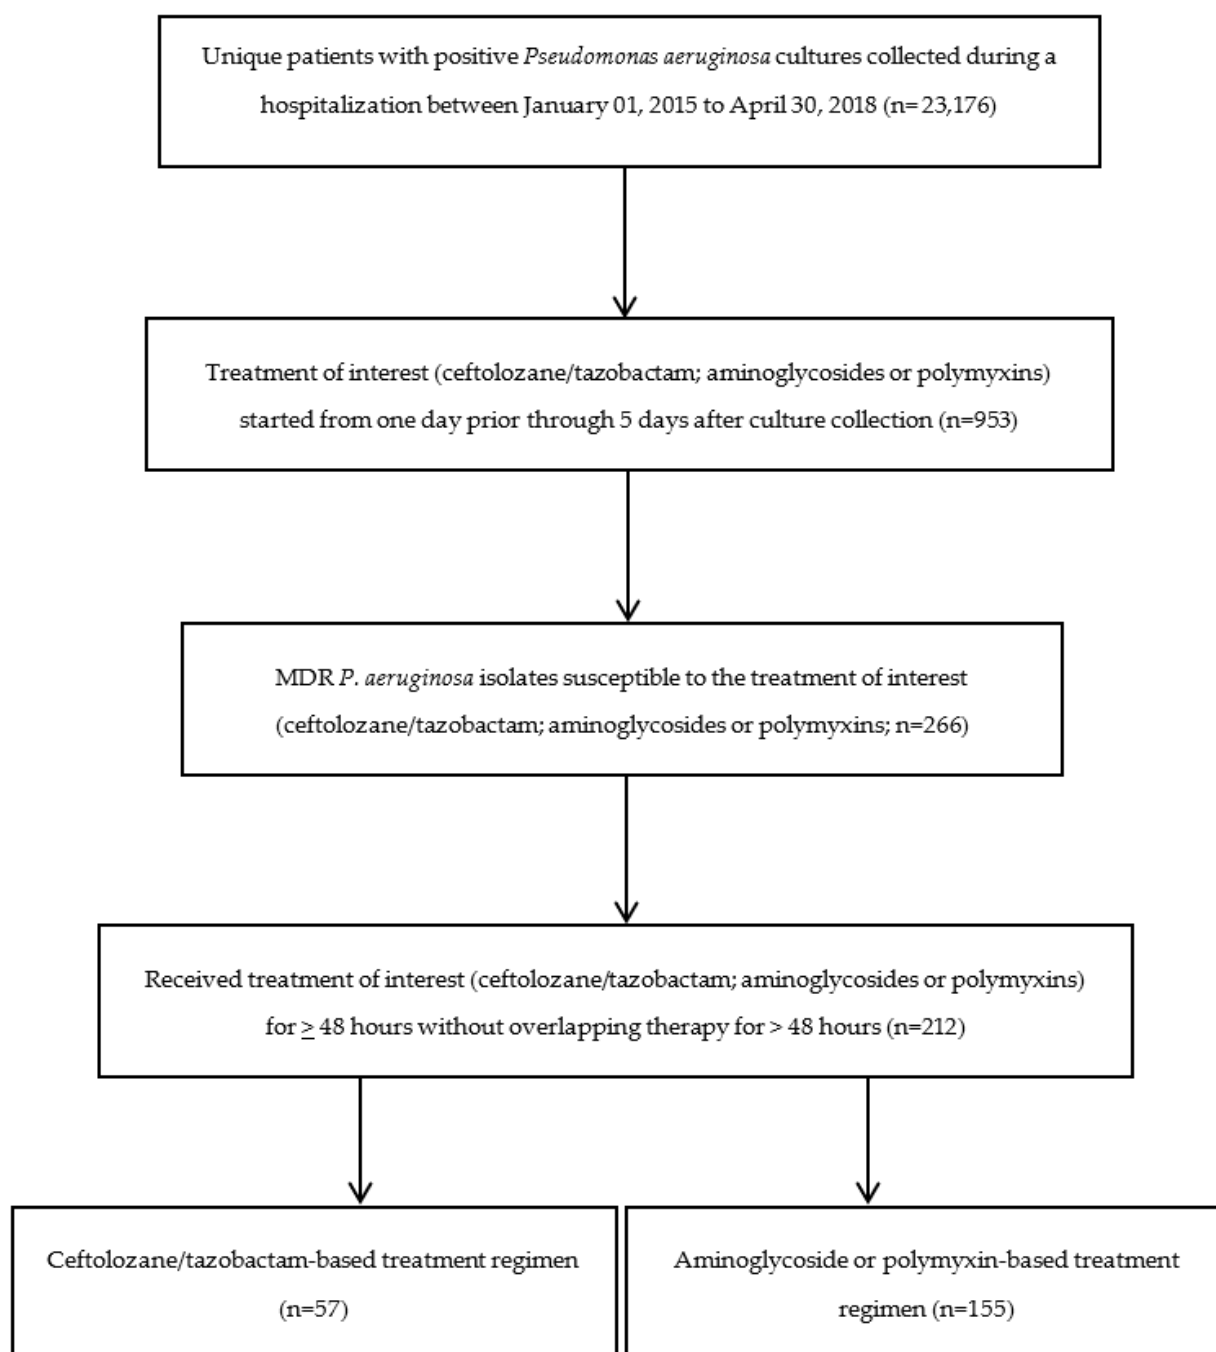 Unique patients with positive Pseudomonas aeruginosa cultures collected during a
hospitalization between January 01, 2015 to April 30, 2018 (n= 23,176)
Treatment of interest (ceftolozane/tazobactam; aminoglycosides or polymyxins)
started from one day prior through 5 days after culture collection (n=953)
MDR P. aeruginosa isolates susceptible to the treatment of interest
(ceftolozane/tazobactam; aminoglycosides or polymyxins; n=266)
Received treatment of interest (ceftolozane/tazobactam; aminoglycosides or polymyxins)
for ≥ 48 hours without overlapping therapy for > 48 hours (n=212)
Ceftolozane/tazobactam-based treatment regimen
(n=57)
Aminoglycoside or polymyxin-based treatment
regimen (n=155)